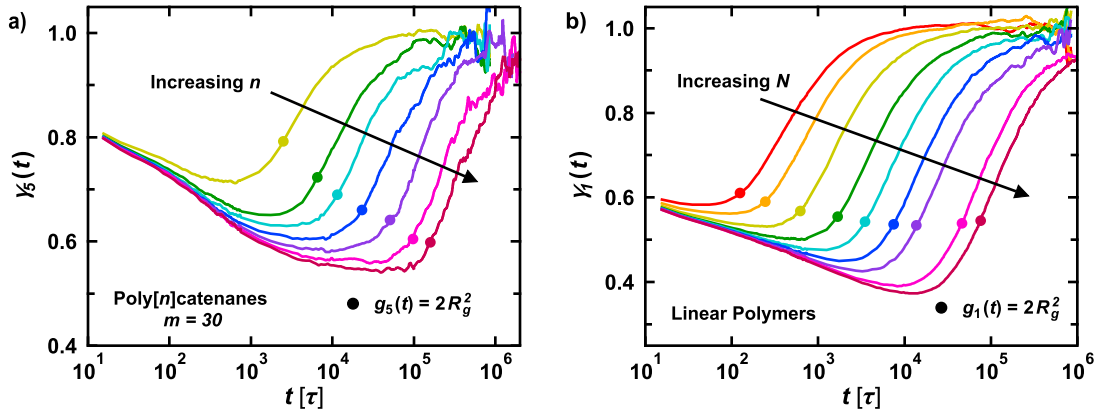 a)
γ₅(t)
1.0
0.8
0.6
0.4
Increasing n
Poly[n]catenanes
m = 30
g₅(t) = 2R_g²
10¹ 10² 10³ 10⁴ 10⁵ 10⁶
t [τ]
b)
γ₁(t)
1.0
0.8
0.6
0.4
Increasing N
Linear Polymers
g₁(t) = 2R_g²
10¹ 10² 10³ 10⁴ 10⁵ 10⁶
t [τ]